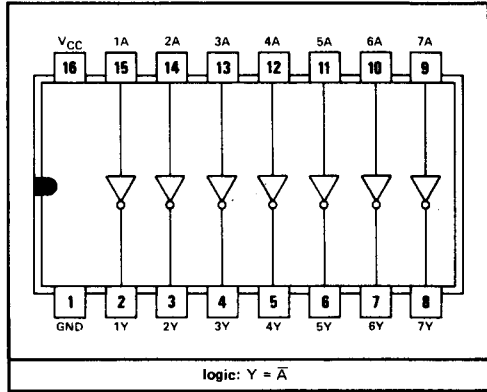 VCC 1A 2A 3A 4A 5A 6A 7A
16 15 14 13 12 11 10 9
1 2 3 4 5 6 7 8
GND 1Y 2Y 3Y 4Y 5Y 6Y 7Y
logic: Y = A̅